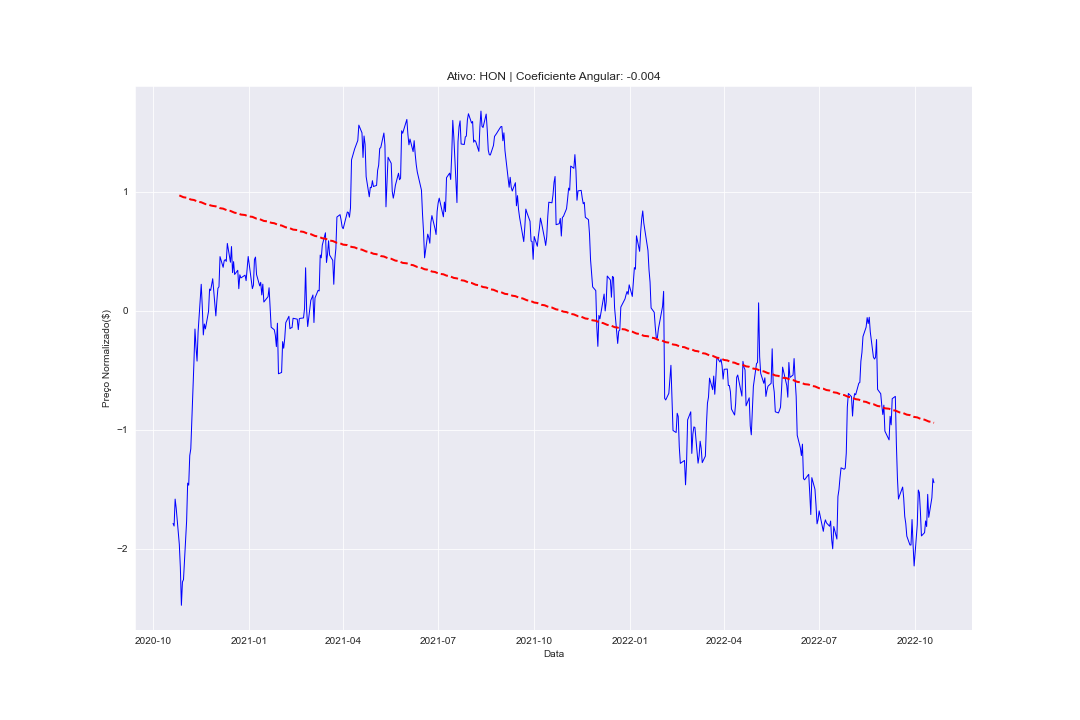 Ativo: HON | Coeficiente Angular: -0.004
Preço Normalizado($)
1
0
−1
−2
2020-10 2021-01 2021-04 2021-07 2021-10 2022-01 2022-04 2022-07 2022-10
Data